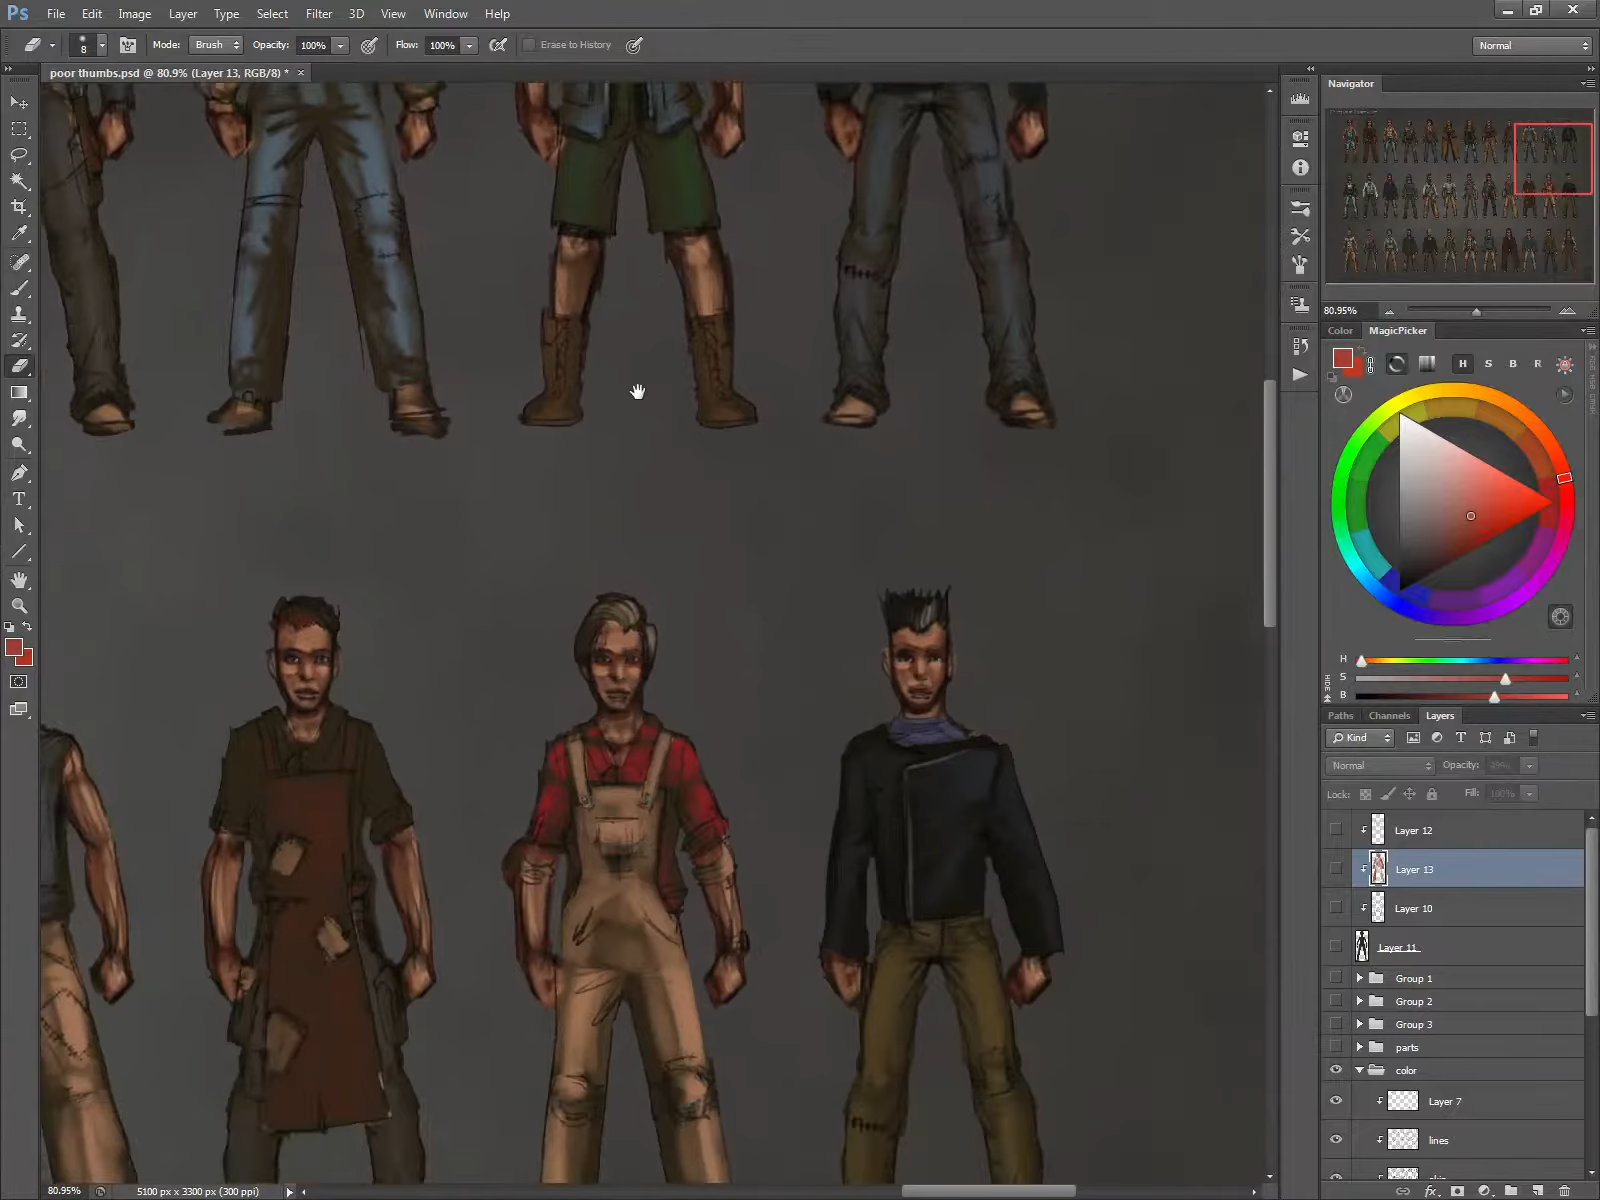 Ps File Edit Image Layer Type Select Filter 3D View Window Help
8 Mode: Brush Opacity: 100% Flow: 100% Erase to History Normal
poor thumbs.psd @ 80.9% (Layer 13, RGB/8) * ×
Navigator
80.95%
Color MagicPicker
H S B R
H
S
B
HIDE
Paths Channels Layers
Kind
Normal Opacity:
Lock: Fill: 100%
Layer 12
Layer 13
Layer 10
Layer 11
Group 1
Group 2
Group 3
parts
color
Layer 7
lines
80.95% 5100 px x 3300 px (300 ppi)